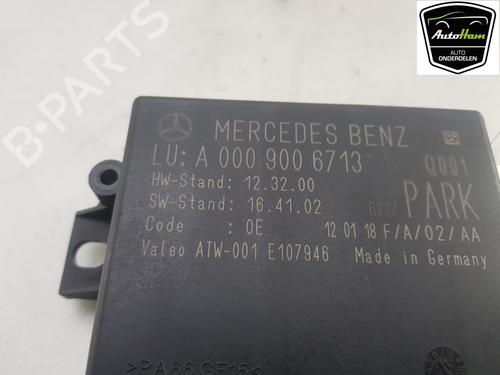 AutoHam
AUTO
ONDERDELEN
B-PARTS
MERCEDES BENZ
LU: A 000 900 6713 Q001
HW-Stand: 12.32.00
SW-Stand: 16.41.02 6227 PARK
Code : 0E 12 01 18 F/A/02/AA
Valeo ATW-001 E107946 Made in Germany
>PA66GF15<